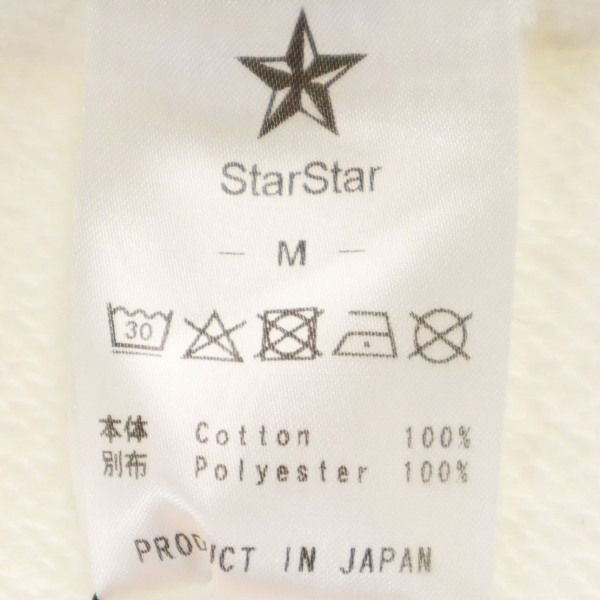 StarStar
— M —
30
本体 Cotton 100%
別布 Polyester 100%
PRODUCT IN JAPAN